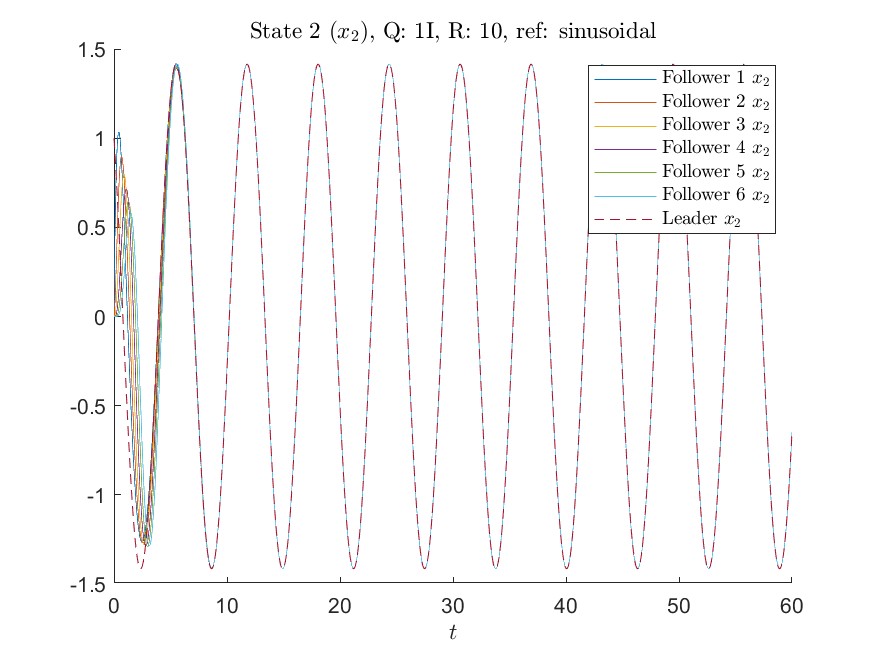 State 2 (x₂), Q: 1I, R: 10, ref: sinusoidal
1.5
1
0.5
0
-0.5
-1
-1.5
Follower 1 x₂
Follower 2 x₂
Follower 3 x₂
Follower 4 x₂
Follower 5 x₂
Follower 6 x₂
Leader x₂
0 10 20 30 40 50 60
t